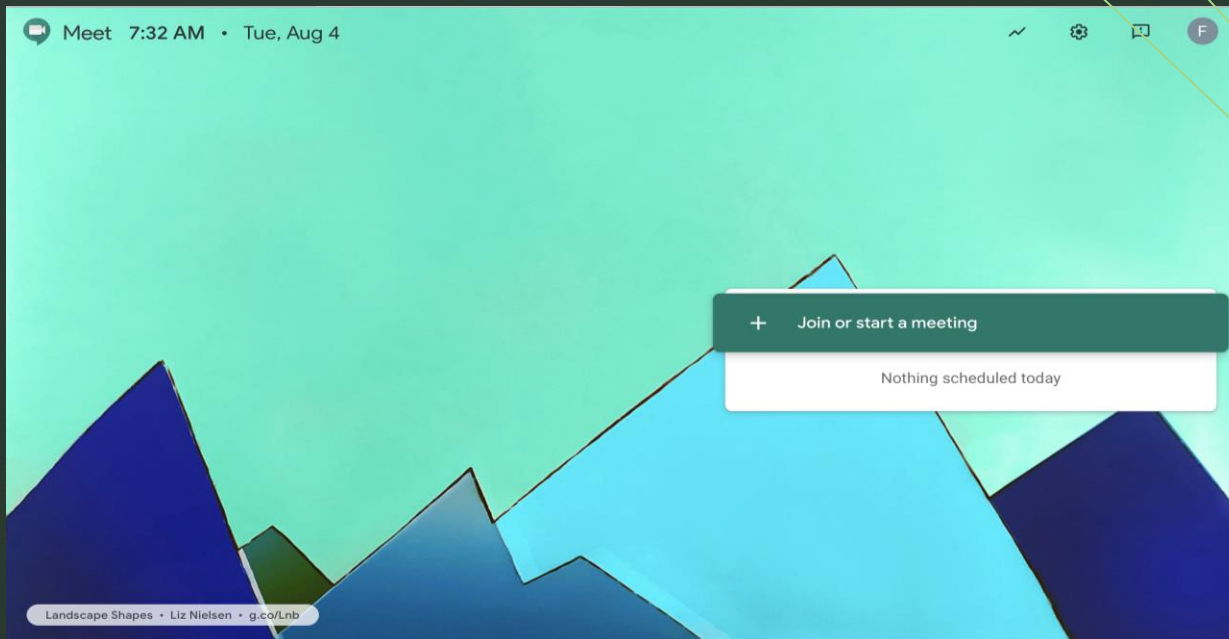 Meet 7:32 AM • Tue, Aug 4
F
+ Join or start a meeting
Nothing scheduled today
Landscape Shapes • Liz Nielsen • g.co/Lnb